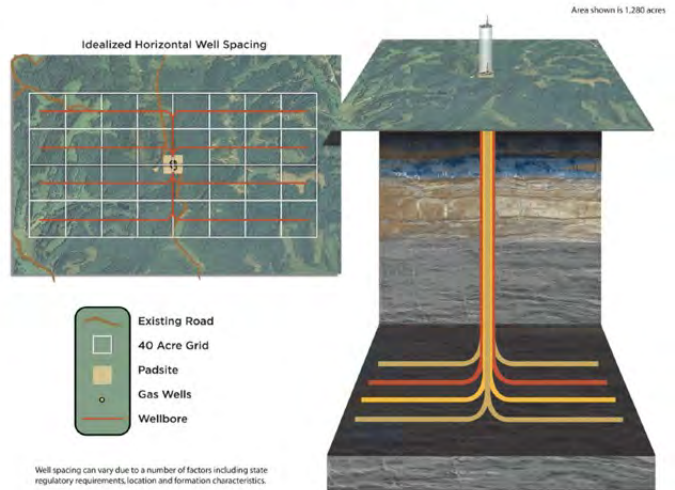 Area shown is 1,280 acres
Idealized Horizontal Well Spacing
Existing Road
40 Acre Grid
Padsite
Gas Wells
Wellbore
Well spacing can vary due to a number of factors including state
regulatory requirements, location and formation characteristics.